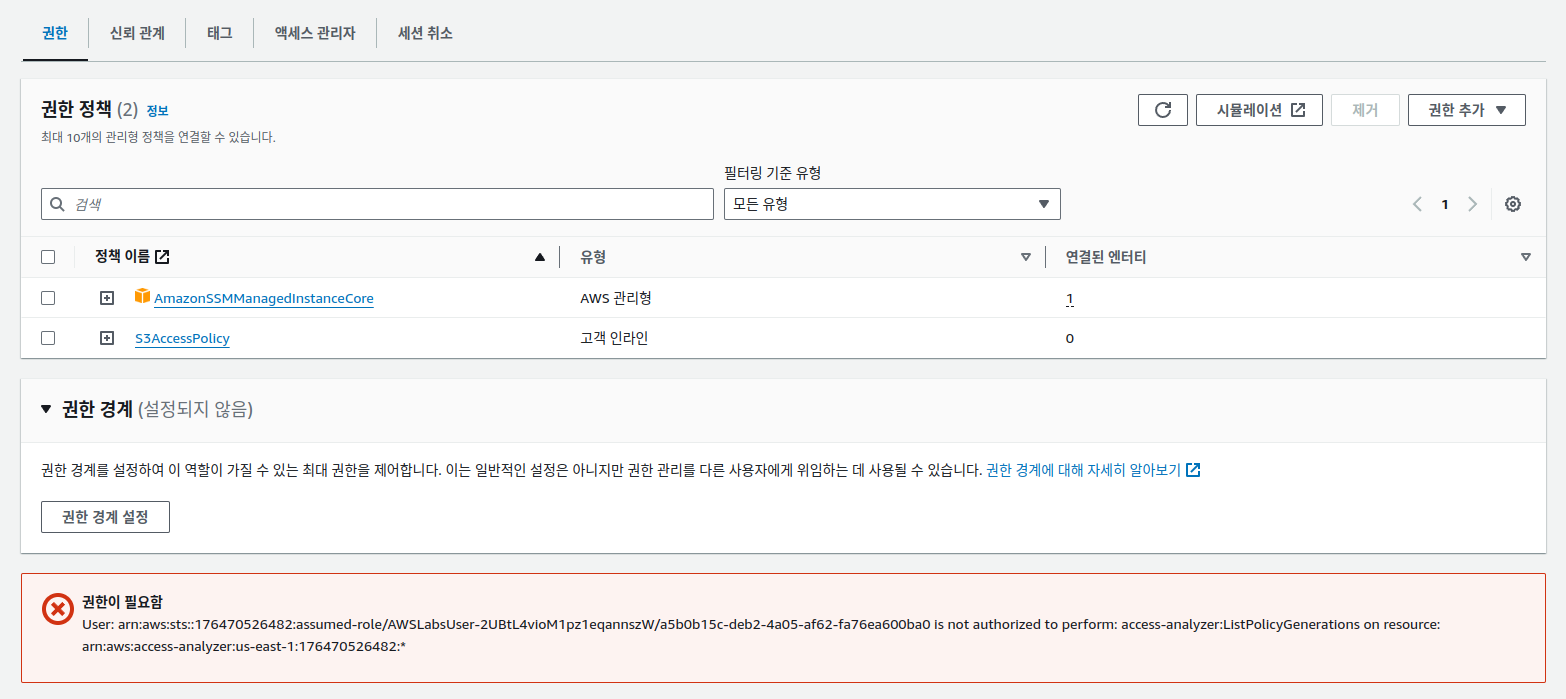 권한
신뢰 관계
태그
액세스 관리자
세션 취소
권한 정책 (2) 정보
최대 10개의 관리형 정책을 연결할 수 있습니다.
시뮬레이션
제거
권한 추가
필터링 기준 유형
검색
모든 유형
1
정책 이름
유형
연결된 엔터티
AmazonSSMManagedInstanceCore
AWS 관리형
1
S3AccessPolicy
고객 인라인
0
권한 경계 (설정되지 않음)
권한 경계를 설정하여 이 역할이 가질 수 있는 최대 권한을 제어합니다. 이는 일반적인 설정은 아니지만 권한 관리를 다른 사용자에게 위임하는 데 사용될 수 있습니다. 권한 경계에 대해 자세히 알아보기
권한 경계 설정
권한이 필요함
User: arn:aws:sts::176470526482:assumed-role/AWSLabsUser-2UBtL4vioM1pz1eqannszW/a5b0b15c-deb2-4a05-af62-fa76ea600ba0 is not authorized to perform: access-analyzer:ListPolicyGenerations on resource:
arn:aws:access-analyzer:us-east-1:176470526482:*